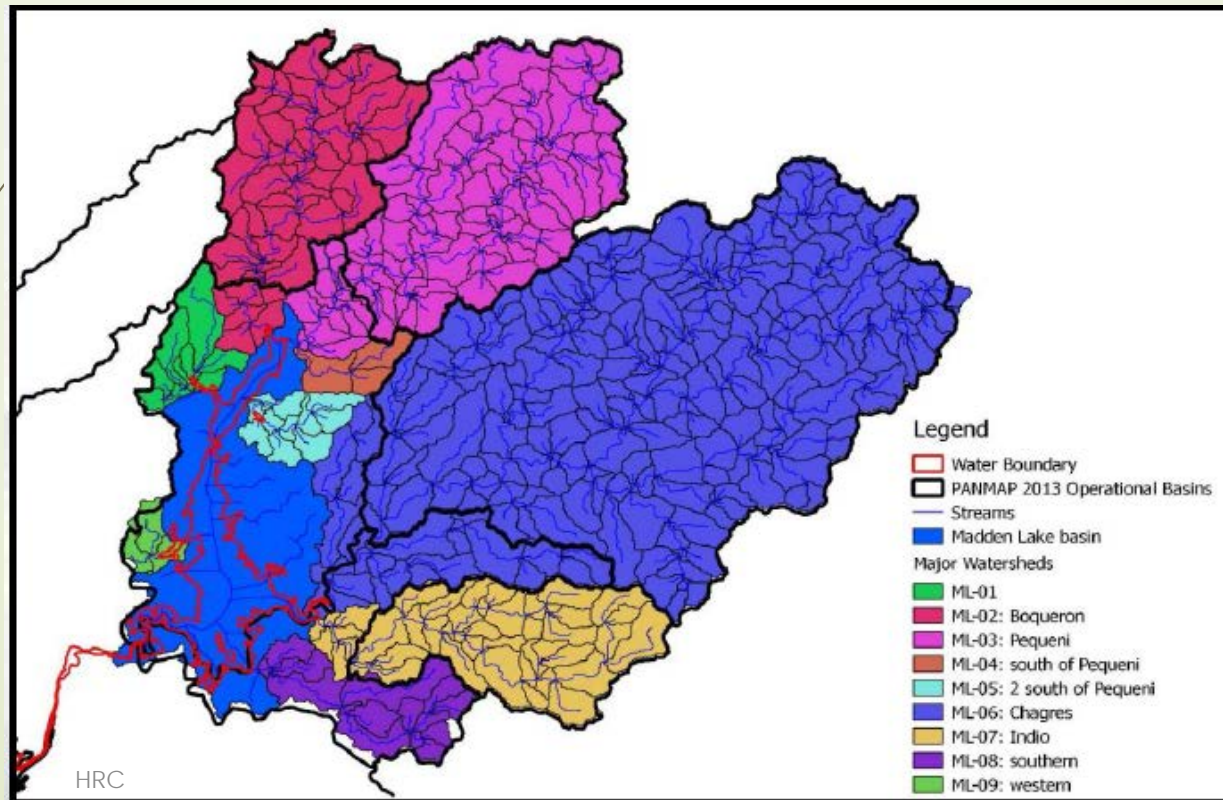 Legend
Water Boundary
PANMAP 2013 Operational Basins
Streams
Madden Lake basin
Major Watersheds
ML-01
ML-02: Boqueron
ML-03: Pequeni
ML-04: south of Pequeni
ML-05: 2 south of Pequeni
ML-06: Chagres
ML-07: Indio
ML-08: southern
ML-09: western
HRC